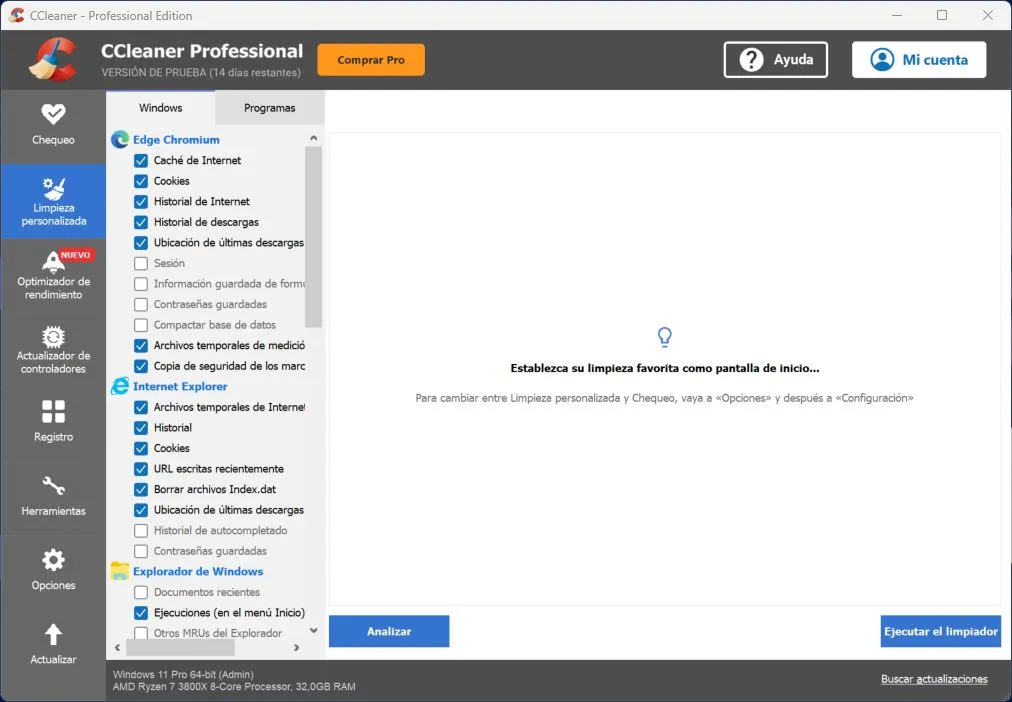 CCleaner - Professional Edition
CCleaner Professional
VERSIÓN DE PRUEBA (14 días restantes)
Comprar Pro
Ayuda
Mi cuenta
Chequeo
Limpieza
personalizada
NUEVO
Optimizador de
rendimiento
Actualizador de
controladores
Registro
Herramientas
Opciones
Actualizar
Windows
Programas
Edge Chromium
Caché de Internet
Cookies
Historial de Internet
Historial de descargas
Ubicación de últimas descargas
Sesión
Información guardada de formu
Contraseñas guardadas
Compactar base de datos
Archivos temporales de medició
Copia de seguridad de los marc
Internet Explorer
Archivos temporales de Internet
Historial
Cookies
URL escritas recientemente
Borrar archivos Index.dat
Ubicación de últimas descargas
Historial de autocompletado
Contraseñas guardadas
Explorador de Windows
Documentos recientes
Ejecuciones (en el menú Inicio)
Otros MRUs del Explorador
Establezca su limpieza favorita como pantalla de inicio...
Para cambiar entre Limpieza personalizada y Chequeo, vaya a «Opciones» y después a «Configuración»
Analizar
Ejecutar el limpiador
Windows 11 Pro 64-bit (Admin)
AMD Ryzen 7 3800X 8-Core Processor, 32,0GB RAM
Buscar actualizaciones